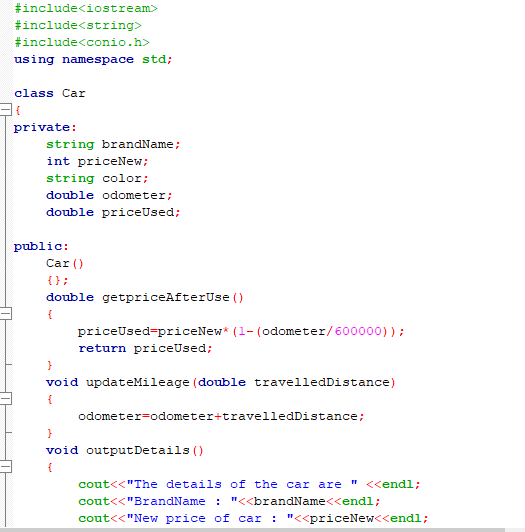 #include<iostream>
#include<string>
#include<conio.h>
using namespace std;

class Car
{
private:
    string brandName;
    int priceNew;
    string color;
    double odometer;
    double priceUsed;

public:
    Car()
    {};
    double getpriceAfterUse()
    {
        priceUsed=priceNew*(1-(odometer/600000));
        return priceUsed;
    }
    void updateMileage(double travelledDistance)
    {
        odometer=odometer+travelledDistance;
    }
    void outputDetails()
    {
        cout<<"The details of the car are " <<endl;
        cout<<"BrandName : "<<brandName<<endl;
        cout<<"New price of car : "<<priceNew<<endl;